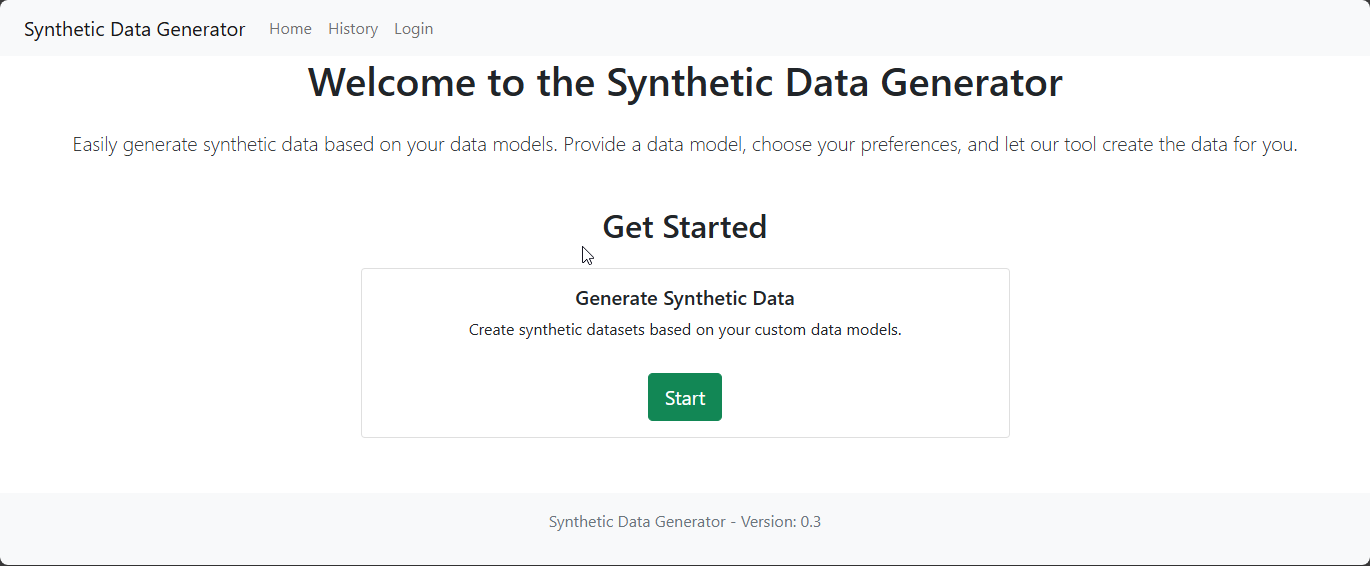 Synthetic Data Generator Home History Login
Welcome to the Synthetic Data Generator
Easily generate synthetic data based on your data models. Provide a data model, choose your preferences, and let our tool create the data for you.
Get Started
Generate Synthetic Data
Create synthetic datasets based on your custom data models.
Start
Synthetic Data Generator - Version: 0.3